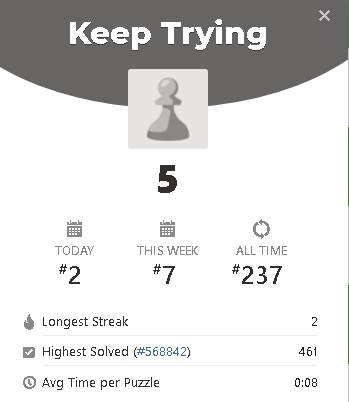 Keep Trying
5
TODAY THIS WEEK ALL TIME
#2 #7 #237
Longest Streak 2
Highest Solved (#568842) 461
Avg Time per Puzzle 0:08